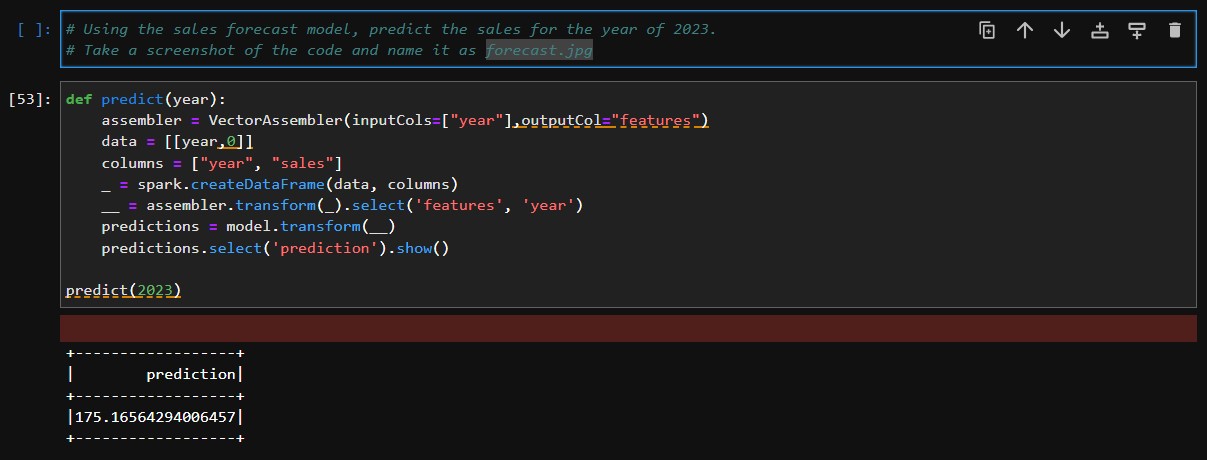 [ ]: # Using the sales forecast model, predict the sales for the year of 2023.
# Take a screenshot of the code and name it as forecast.jpg
[53]: def predict(year):
    assembler = VectorAssembler(inputCols=["year"],outputCol="features")
    data = [[year,0]]
    columns = ["year", "sales"]
    _ = spark.createDataFrame(data, columns)
    __ = assembler.transform(_).select('features', 'year')
    predictions = model.transform(__)
    predictions.select('prediction').show()
predict(2023)
+------------------+
|        prediction|
+------------------+
|175.16564294006457|
+------------------+